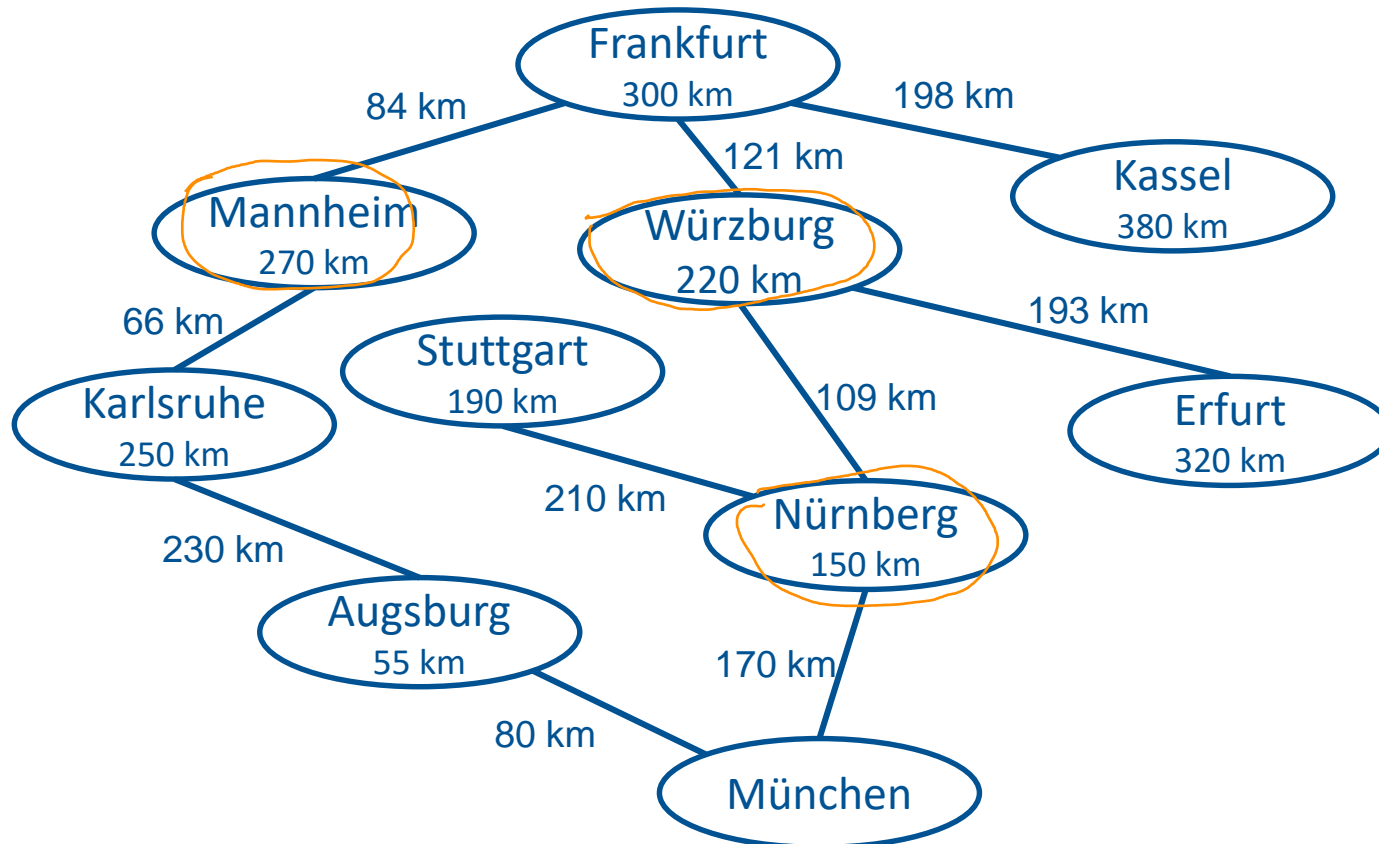 Frankfurt
300 km
84 km
198 km
121 km
Kassel
380 km
Mannheim
270 km
Würzburg
220 km
66 km
193 km
Stuttgart
190 km
Karlsruhe
250 km
109 km
Erfurt
320 km
210 km
Nürnberg
150 km
230 km
Augsburg
55 km
170 km
80 km
München